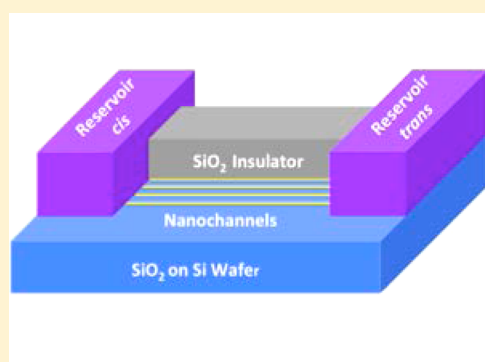 Reservoir
cis
Reservoir
trans
SiO₂ Insulator
Nanochannels
SiO₂ on Si Wafer